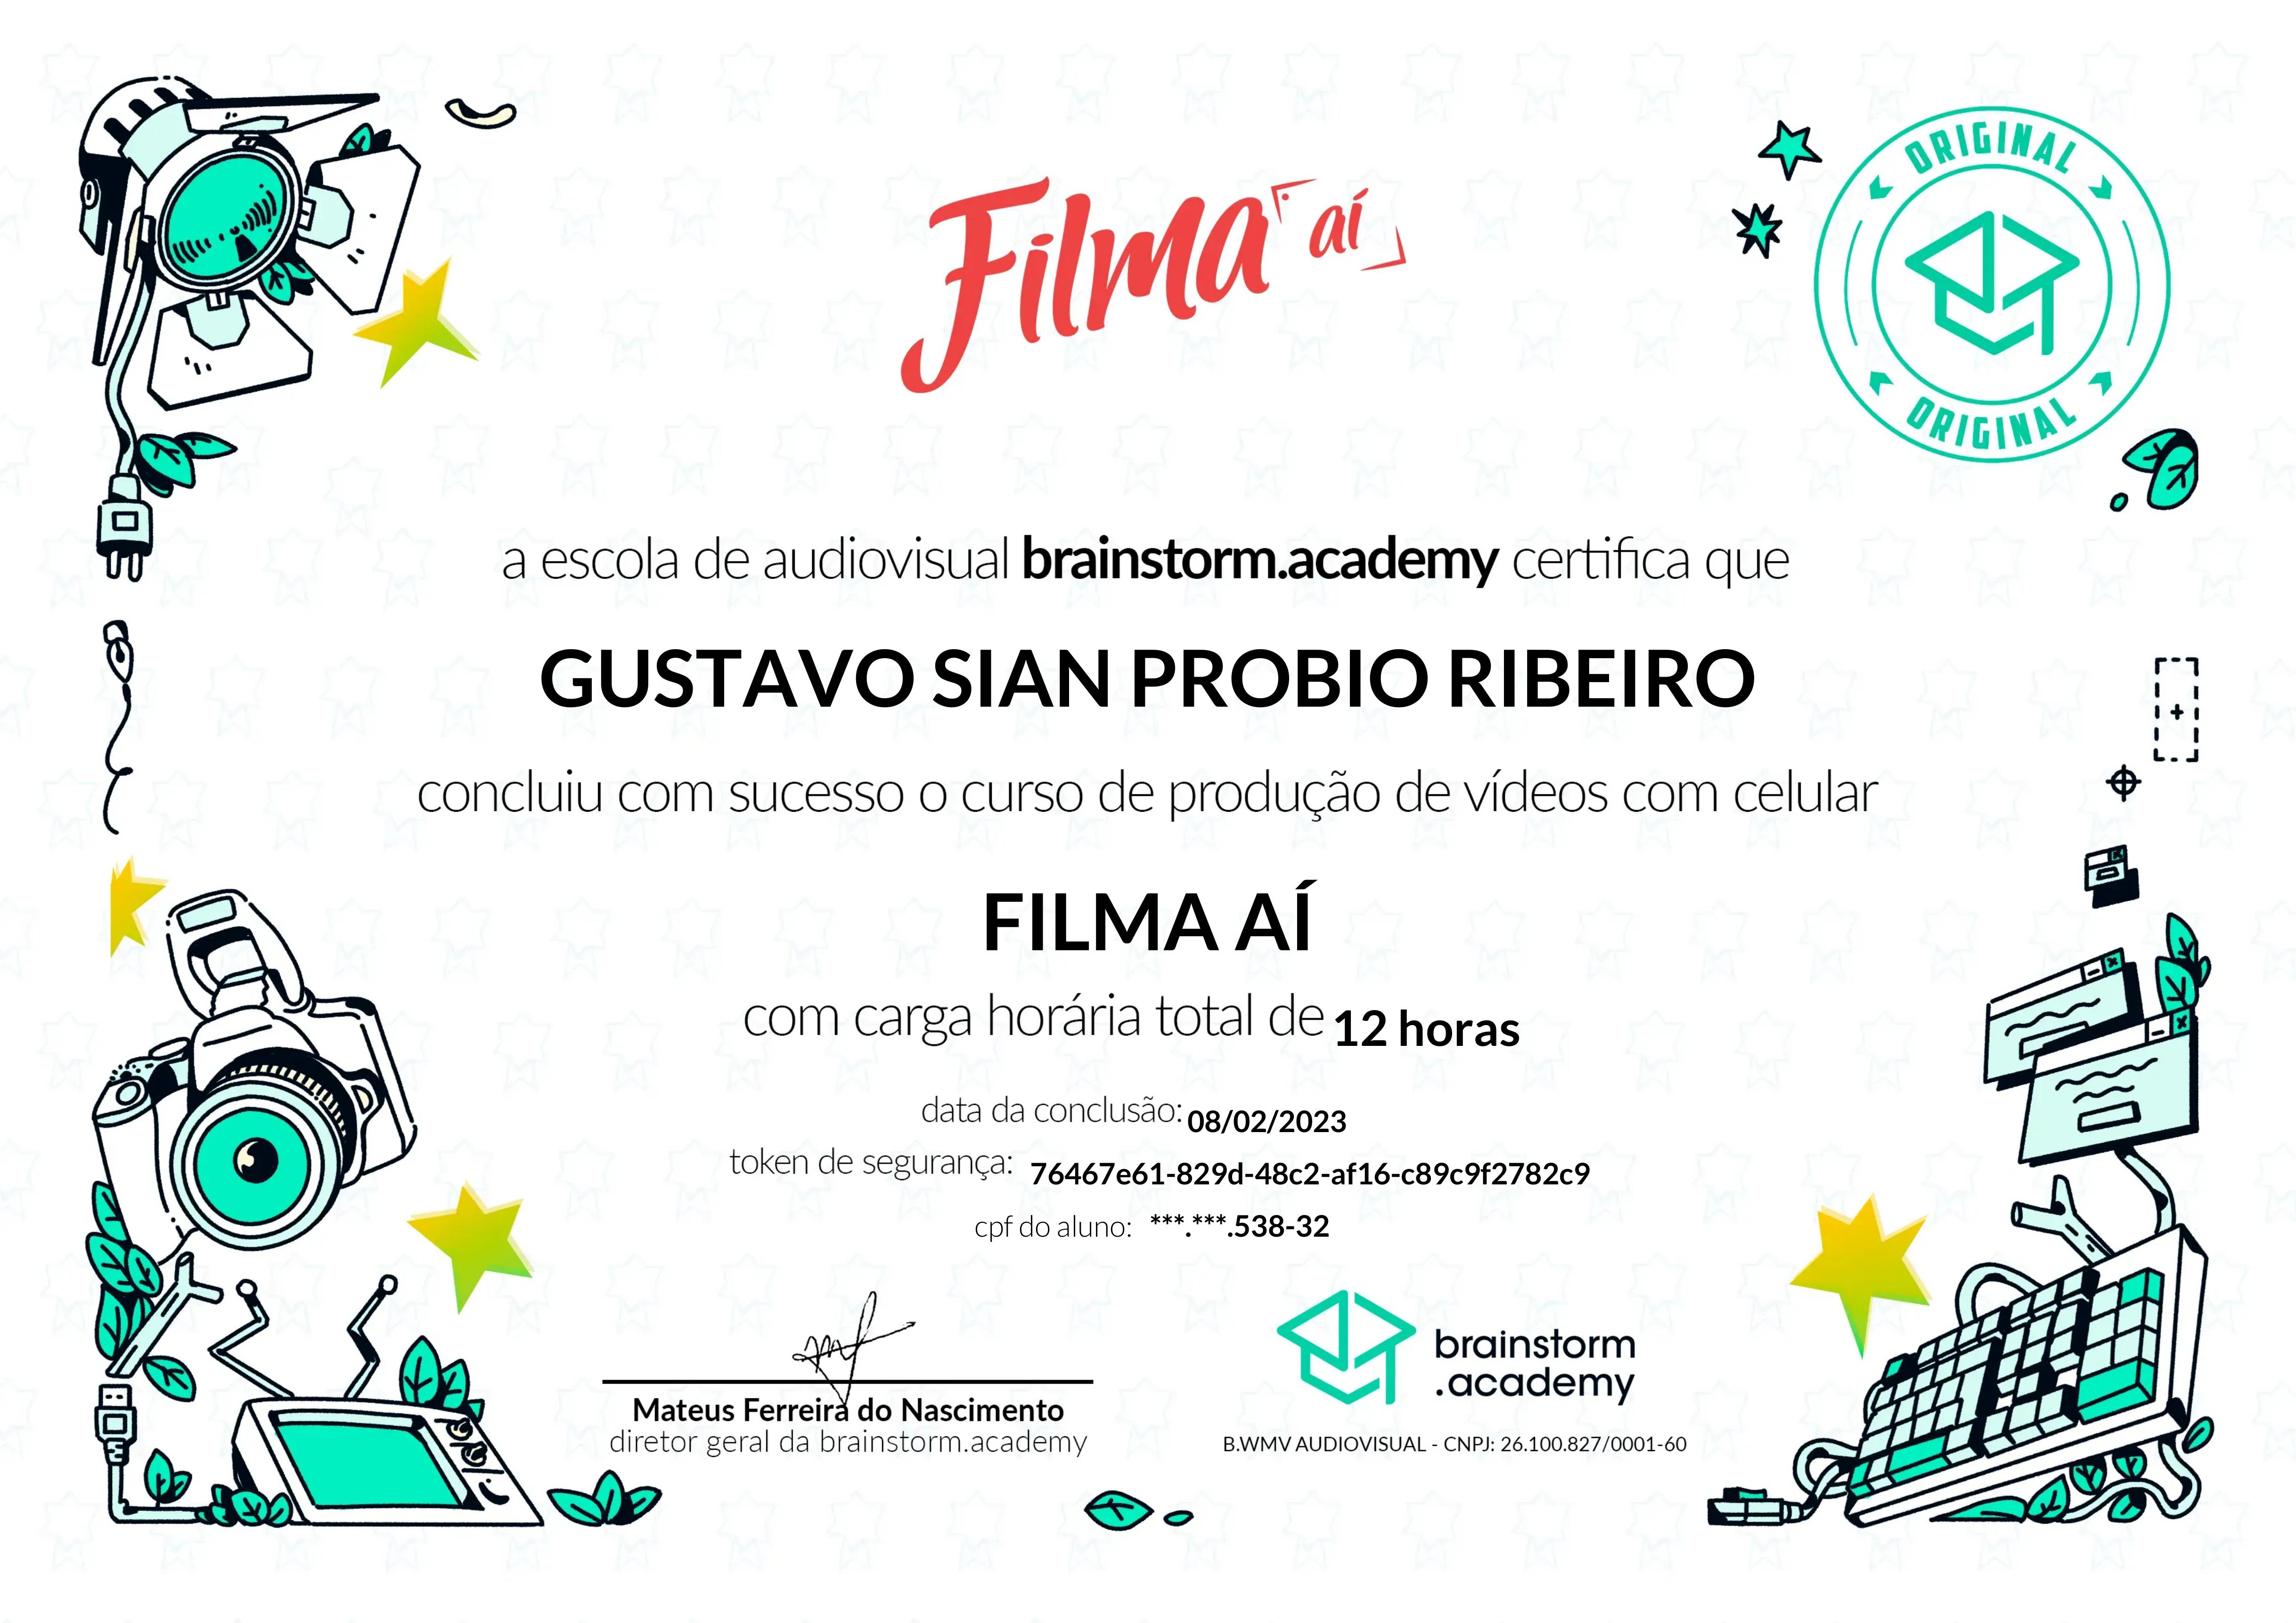 Filma aí
ORIGINAL
ORIGINAL
a escola de audiovisual brainstorm.academy certifica que
GUSTAVO SIAN PROBIO RIBEIRO
concluiu com sucesso o curso de produção de vídeos com celular
FILMA AÍ
com carga horária total de 12 horas
data da conclusão: 08/02/2023
token de segurança: 76467e61-829d-48c2-af16-c89c9f2782c9
cpf do aluno: ***.***.538-32
Mateus Ferreira do Nascimento
diretor geral da brainstorm.academy
brainstorm
.academy
B.WMV AUDIOVISUAL - CNPJ: 26.100.827/0001-60